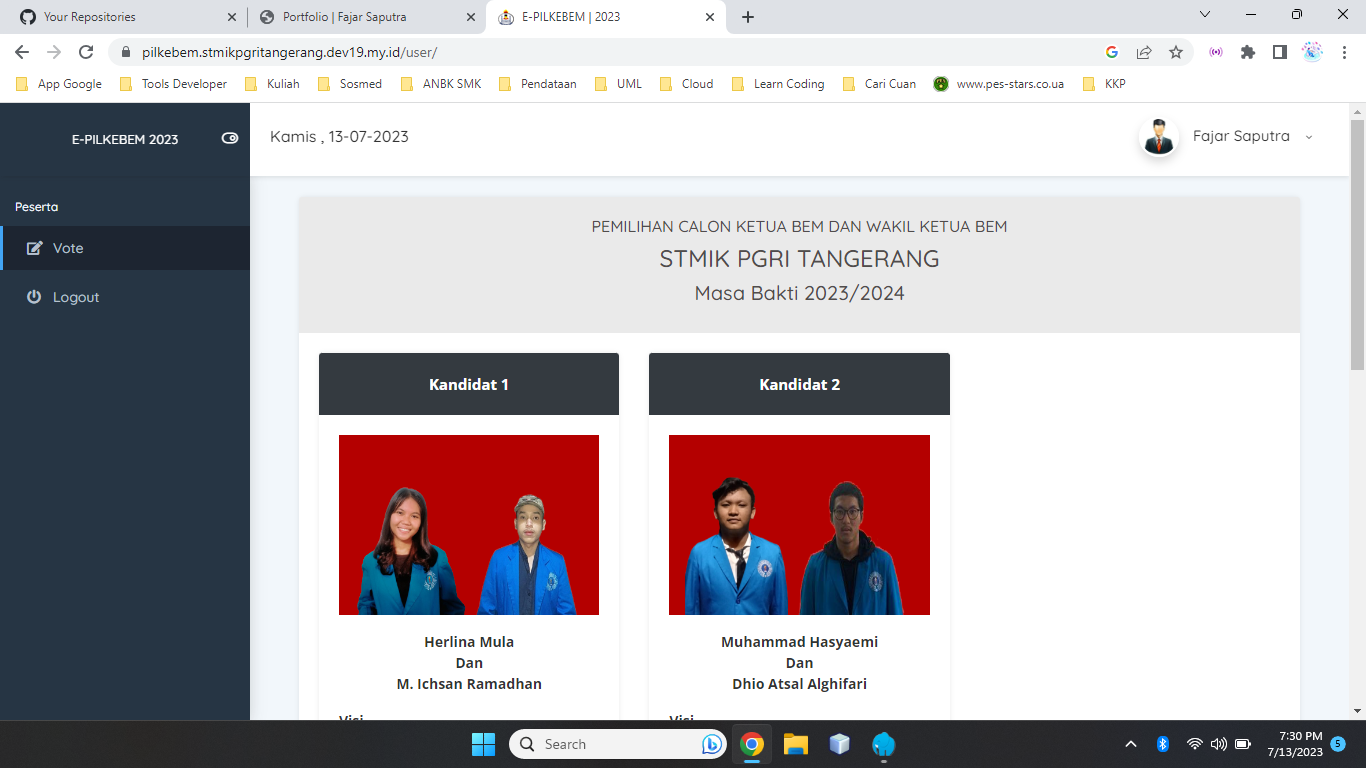 Your Repositories
Portfolio | Fajar Saputra
E-PILKEBEM | 2023
pilkebem.stmikpgritangerang.dev19.my.id/user/
App Google
Tools Developer
Kuliah
Sosmed
ANBK SMK
Pendataan
UML
Cloud
Learn Coding
Cari Cuan
www.pes-stars.co.ua
KKP
E-PILKEBEM 2023
Kamis , 13-07-2023
Fajar Saputra
Peserta
Vote
Logout
PEMILIHAN CALON KETUA BEM DAN WAKIL KETUA BEM
STMIK PGRI TANGERANG
Masa Bakti 2023/2024
Kandidat 1
Herlina Mula
Dan
M. Ichsan Ramadhan
Visi
Kandidat 2
Muhammad Hasyaemi
Dan
Dhio Atsal Alghifari
Visi
Search
7:30 PM
7/13/2023
5